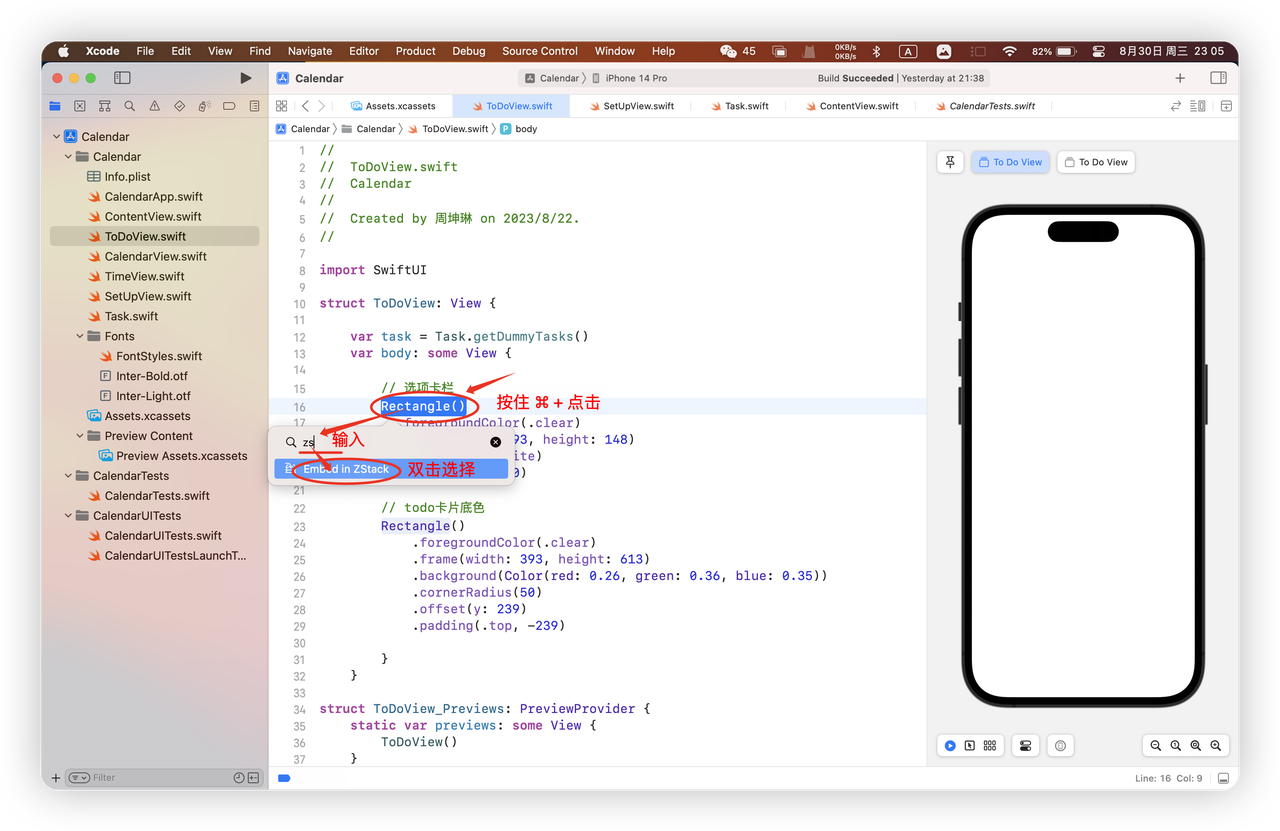 Xcode File Edit View Find Navigate Product Debug Source Control Window Help 45 0KB/s 0KB/s A 82% 8月30日 周三 23 05
Calendar Calendar 〉 iPhone 14 Pro Build Succeeded | Yesterday at 21:38
Assets.xcassets ToDoView.swift SetUpView.swift Task.swift ContentView.swift CalendarTests.swift
Calendar 〉 Calendar 〉 ToDoView.swift 〉 P body
Calendar
Calendar
Info.plist
CalendarApp.swift
ContentView.swift
ToDoView.swift
CalendarView.swift
TimeView.swift
SetUpView.swift
Task.swift
Fonts
FontStyles.swift
Inter-Bold.otf
Inter-Light.otf
Assets.xcassets
Preview Content
Preview Assets.xcassets
CalendarTests
CalendarTests.swift
CalendarUITests
CalendarUITests.swift
CalendarUITestsLaunchT...
Filter
1 //
2 // ToDoView.swift
3 // Calendar
4 //
5 // Created by 周坤琳 on 2023/8/22.
6 //
7
8 import SwiftUI
9
10 struct ToDoView: View {
11
12 var task = Task.getDummyTasks()
13 var body: some View {
14
15 // 选项卡栏
16 Rectangle()
按住 ⌘ + 点击
17 .foregroundColor(.clear)
93, height: 148)
ite)
0)
zs 输入
Embed in ZStack 双击选择
21
22 // todo卡片底色
23 Rectangle()
24 .foregroundColor(.clear)
25 .frame(width: 393, height: 613)
26 .background(Color(red: 0.26, green: 0.36, blue: 0.35))
27 .cornerRadius(50)
28 .offset(y: 239)
29 .padding(.top, -239)
30
31 }
32 }
33
34 struct ToDoView_Previews: PreviewProvider {
35 static var previews: some View {
36 ToDoView()
37 }
To Do View To Do View
Line: 16 Col: 9